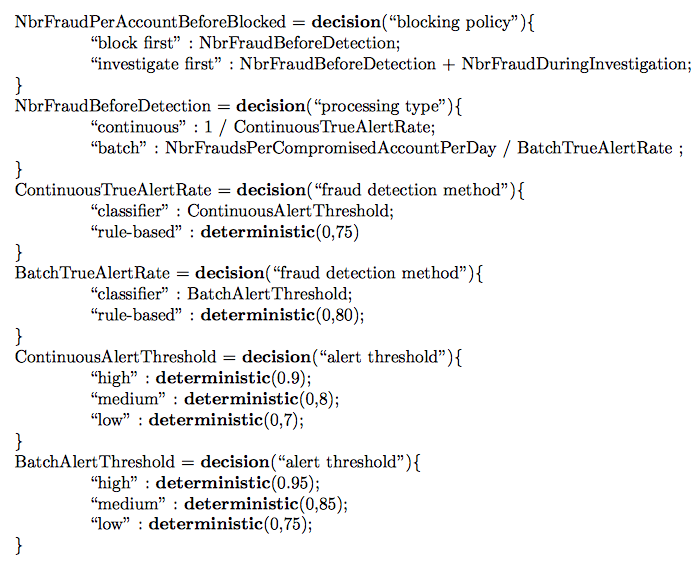 NbrFraudPerAccountBeforeBlocked = decision(“blocking policy”){
“block first” : NbrFraudBeforeDetection;
“investigate first” : NbrFraudBeforeDetection + NbrFraudDuringInvestigation;
}
NbrFraudBeforeDetection = decision(“processing type”){
“continuous” : 1 / ContinuousTrueAlertRate;
“batch” : NbrFraudsPerCompromisedAccountPerDay / BatchTrueAlertRate ;
}
ContinuousTrueAlertRate = decision(“fraud detection method”){
“classifier” : ContinuousAlertThreshold;
“rule-based” : deterministic(0,75)
}
BatchTrueAlertRate = decision(“fraud detection method”){
“classifier” : BatchAlertThreshold;
“rule-based” : deterministic(0,80);
}
ContinuousAlertThreshold = decision(“alert threshold”){
“high” : deterministic(0.9);
“medium” : deterministic(0,8);
“low” : deterministic(0,7);
}
BatchAlertThreshold = decision(“alert threshold”){
“high” : deterministic(0.95);
“medium” : deterministic(0,85);
“low” : deterministic(0,75);
}